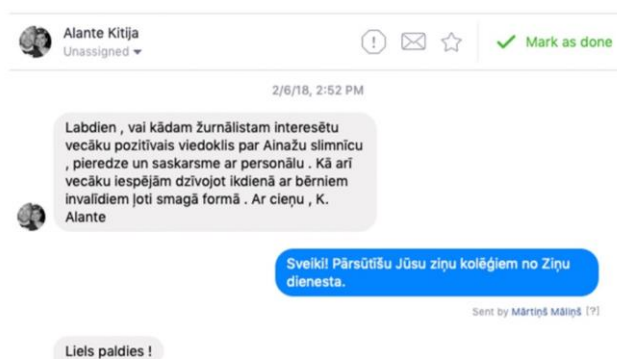 Alante Kitija
Unassigned
Mark as done
2/6/18, 2:52 PM
Labdien , vai kādam žurnālistam interesētu
vecāku pozitīvais viedoklis par Ainažu slimnīcu
, pieredze un saskarsme ar personālu . Kā arī
vecāku iespējām dzīvojot ikdienā ar bērniem
invalīdiem ļoti smagā formā . Ar cieņu , K.
Alante
Sveiki! Pārsūtīšu Jūsu ziņu kolēģiem no Ziņu
dienesta.
Sent by Mārtiņš Māliņš [?]
Liels paldies !